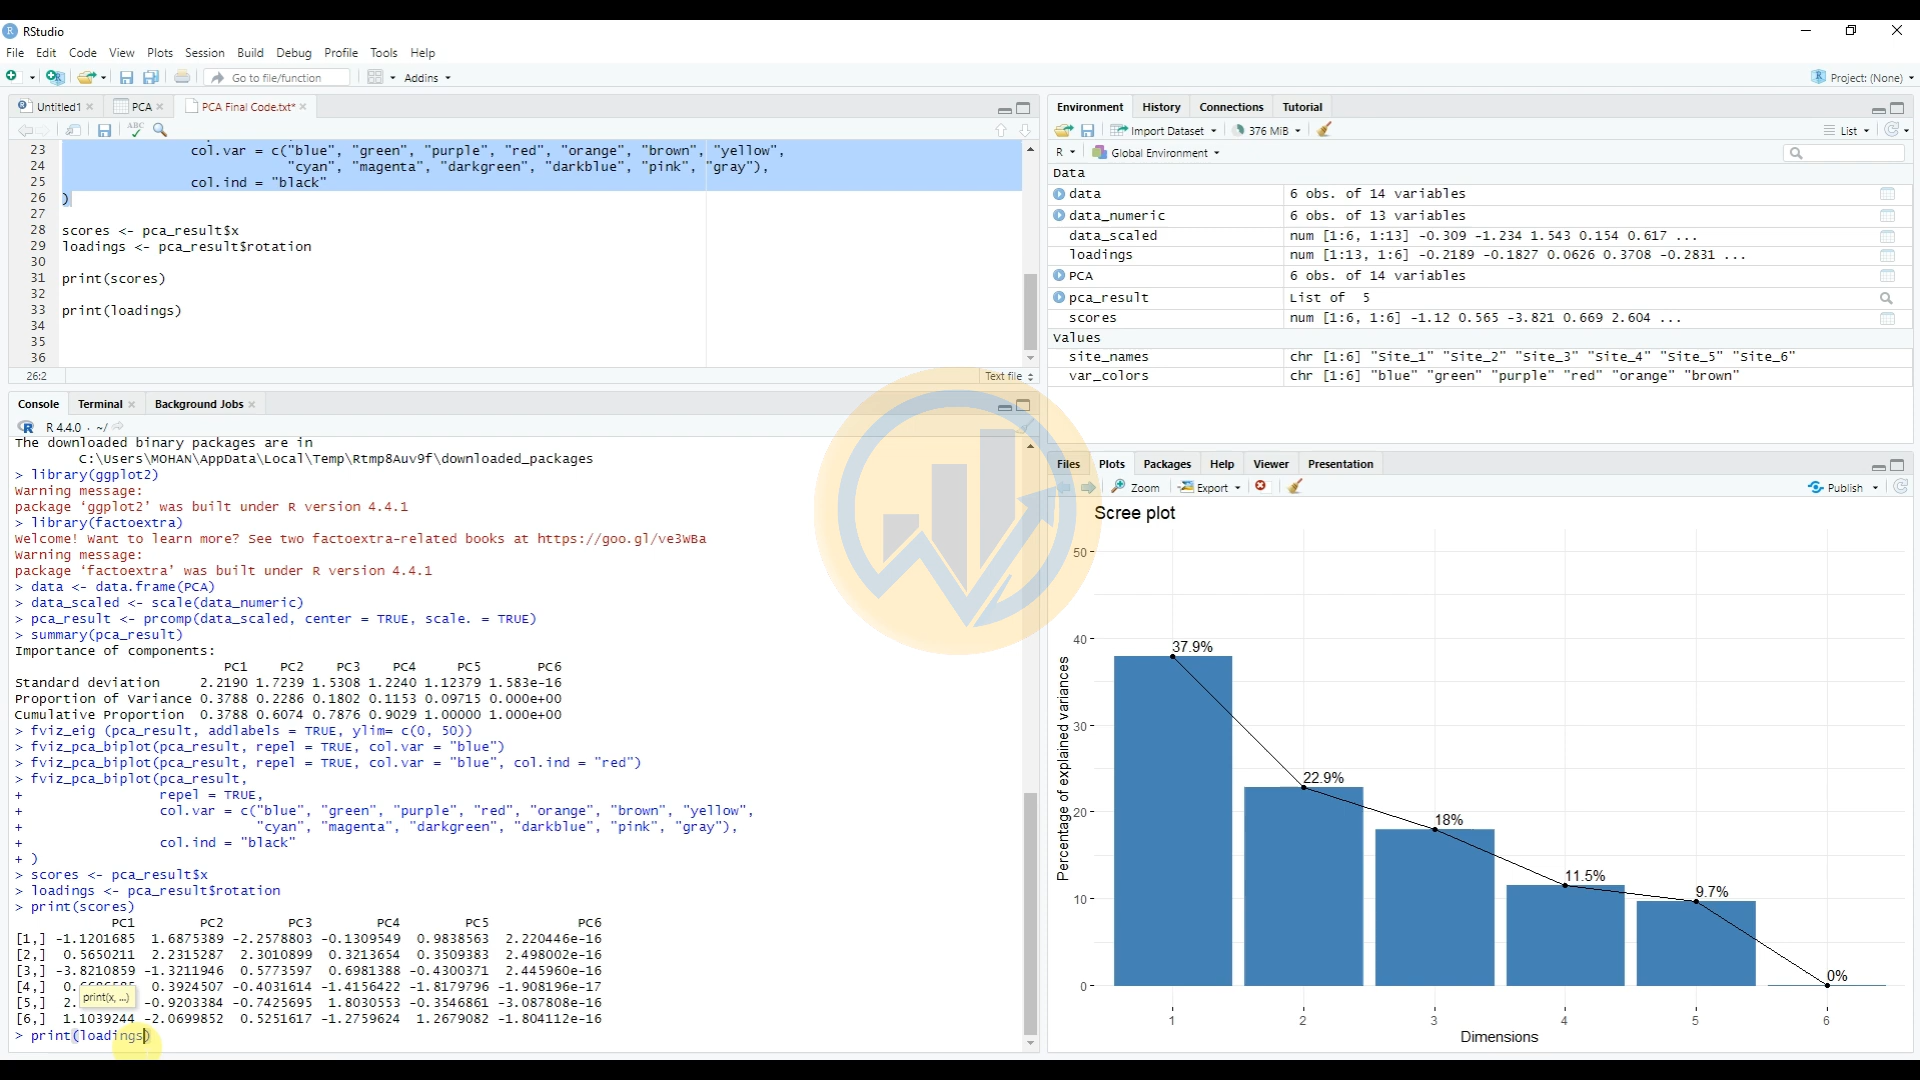 RStudio
File Edit Code View Plots Session Build Debug Profile Tools Help
Go to file/function Addins Project: (None)
Untitled1 PCA PCA Final Code.txt*
ABC
23 col.var = c("blue", "green", "purple", "red", "orange", "brown", "yellow",
24 "cyan", "magenta", "darkgreen", "darkblue", "pink", "gray"),
25 col.ind = "black"
26 )
27
28 scores <- pca_result$x
29 loadings <- pca_result$rotation
30
31 print(scores)
32
33 print(loadings)
34
35
36
26:2 Text file
Console Terminal Background Jobs
R 4.4.0 · ~/
The downloaded binary packages are in
C:\Users\MOHAN\AppData\Local\Temp\Rtmp8Auv9f\downloaded_packages
> library(ggplot2)
Warning message:
package ‘ggplot2’ was built under R version 4.4.1
> library(factoextra)
Welcome! Want to learn more? See two factoextra-related books at https://goo.gl/ve3WBa
Warning message:
package ‘factoextra’ was built under R version 4.4.1
> data <- data.frame(PCA)
> data_scaled <- scale(data_numeric)
> pca_result <- prcomp(data_scaled, center = TRUE, scale. = TRUE)
> summary(pca_result)
Importance of components:
PC1 PC2 PC3 PC4 PC5 PC6
Standard deviation 2.2190 1.7239 1.5308 1.2240 1.12379 1.583e-16
Proportion of Variance 0.3788 0.2286 0.1802 0.1153 0.09715 0.000e+00
Cumulative Proportion 0.3788 0.6074 0.7876 0.9029 1.00000 1.000e+00
> fviz_eig (pca_result, addlabels = TRUE, ylim= c(0, 50))
> fviz_pca_biplot(pca_result, repel = TRUE, col.var = "blue")
> fviz_pca_biplot(pca_result, repel = TRUE, col.var = "blue", col.ind = "red")
> fviz_pca_biplot(pca_result,
+ repel = TRUE,
+ col.var = c("blue", "green", "purple", "red", "orange", "brown","yellow",
+ "cyan", "magenta", "darkgreen", "darkblue", "pink", "gray"),
+ col.ind = "black"
+ )
> scores <- pca_result$x
> loadings <- pca_result$rotation
> print(scores)
PC1 PC2 PC3 PC4 PC5 PC6
[1,] -1.1201685 1.6875389 -2.2578803 -0.1309549 0.9838563 2.220446e-16
[2,] 0.5650211 2.2315287 2.3010899 0.3213654 0.3509383 2.498002e-16
[3,] -3.8210859 -1.3211946 0.5773597 0.6981388 -0.4300371 2.445960e-16
[4,] 0. 0.3924507 -0.4031614 -1.4156422 -1.8179796 -1.908196e-17
print(x, ...)
[5,] 2. -0.9203384 -0.7425695 1.8030553 -0.3546861 -3.087808e-16
[6,] 1.1039244 -2.0699852 0.5251617 -1.2759624 1.2679082 -1.804112e-16
> print(loadings)
Environment History Connections Tutorial
Import Dataset 376 MiB List
R Global Environment
Data
data 6 obs. of 14 variables
data_numeric 6 obs. of 13 variables
data_scaled num [1:6, 1:13] -0.309 -1.234 1.543 0.154 0.617 ...
loadings num [1:13, 1:6] -0.2189 -0.1827 0.0626 0.3708 -0.2831 ...
PCA 6 obs. of 14 variables
pca_result List of 5
scores num [1:6, 1:6] -1.12 0.565 -3.821 0.669 2.604 ...
Values
site_names chr [1:6] "Site_1" "Site_2" "Site_3" "Site_4" "Site_5" "Site_6"
var_colors chr [1:6] "blue" "green" "purple" "red" "orange" "brown"
Files Plots Packages Help Viewer Presentation
Zoom Export Publish
Scree plot
Percentage of explained variances
50
40
30
20
10
0
37.9%
22.9%
18%
11.5%
9.7%
0%
1 2 3 4 5 6
Dimensions